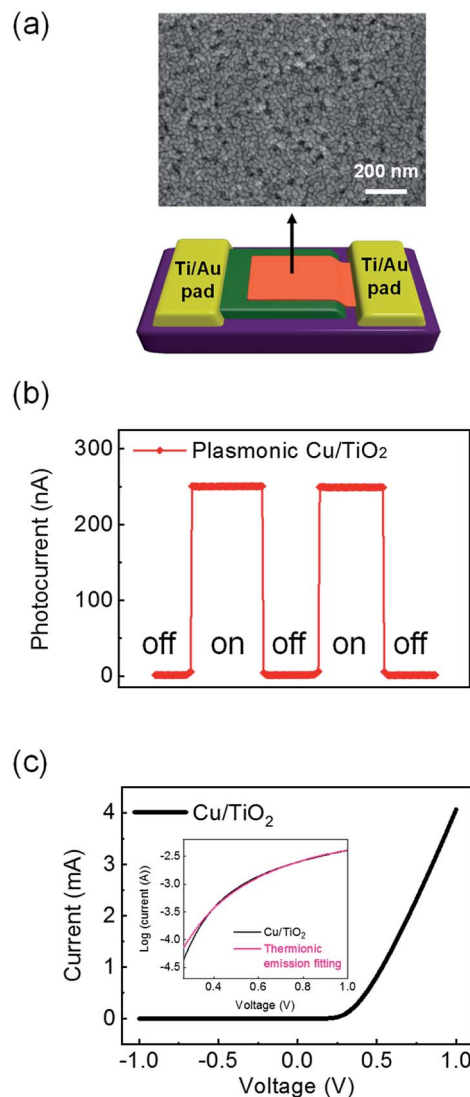 (a)
200 nm
Ti/Au
pad
Ti/Au
pad
(b)
Photocurrent (nA)
300
200
100
0
Plasmonic Cu/TiO₂
off
on
off
on
off
(c)
Current (mA)
4
3
2
1
0
Cu/TiO₂
Log (current (A))
-2.5
-3.0
-3.5
-4.0
-4.5
Cu/TiO₂
Thermionic
emission fitting
0.4 0.6 0.8 1.0
Voltage (V)
-1.0 -0.5 0.0 0.5 1.0
Voltage (V)